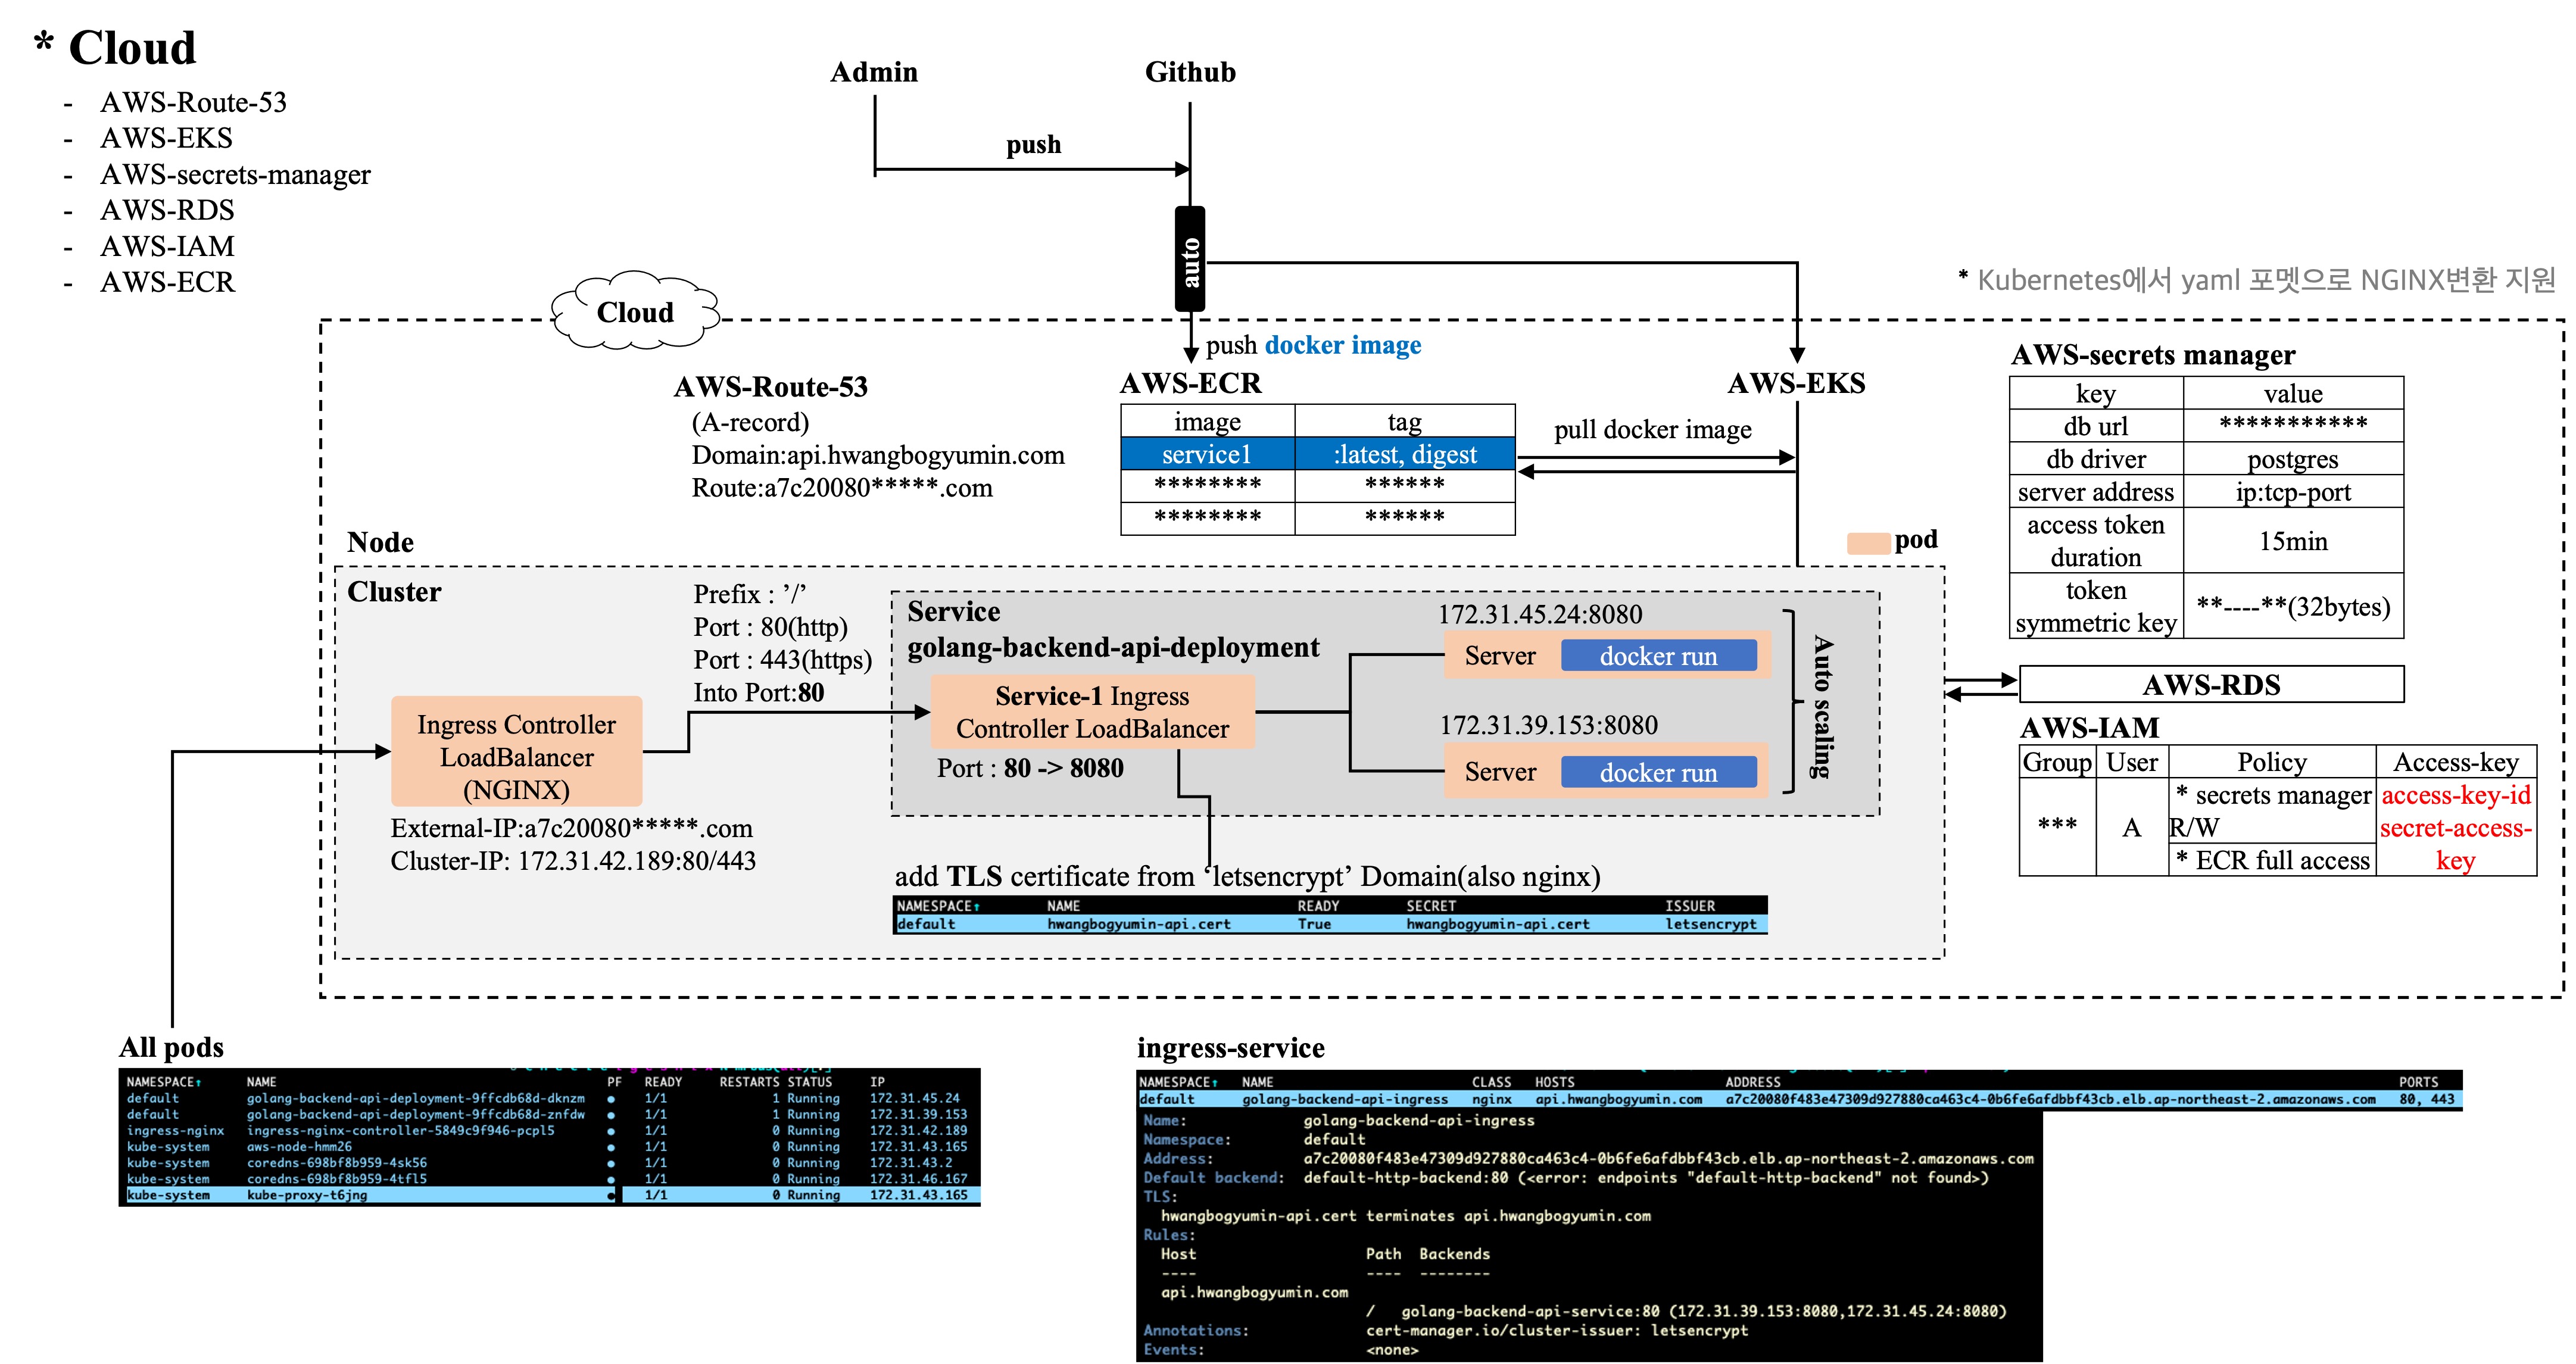 * Cloud
- AWS-Route-53
- AWS-EKS
- AWS-secrets-manager
- AWS-RDS
- AWS-IAM
- AWS-ECR
Admin
Github
push
auto
* Kubernetes에서 yaml 포멧으로 NGINX변환 지원
Cloud
push docker image
AWS-Route-53
(A-record)
Domain:api.hwangbogyumin.com
Route:a7c20080*****.com
AWS-ECR
image tag
service1 :latest, digest
******** ******
******** ******
pull docker image
AWS-EKS
AWS-secrets manager
key value
db url ***********
db driver postgres
server address ip:tcp-port
access token
duration
15min
token
symmetric key
**----**(32bytes)
Node
pod
Cluster
Prefix : ’/’
Port : 80(http)
Port : 443(https)
Into Port:80
Service
golang-backend-api-deployment
172.31.45.24:8080
Server docker run
Service-1 Ingress
Controller LoadBalancer
Port : 80 -> 8080
172.31.39.153:8080
Server docker run
Auto scaling
Ingress Controller
LoadBalancer
(NGINX)
External-IP:a7c20080*****.com
Cluster-IP: 172.31.42.189:80/443
AWS-RDS
AWS-IAM
Group User Policy Access-key
*** A
* secrets manager
R/W
* ECR full access
access-key-id
secret-access-
key
add TLS certificate from ‘letsencrypt’ Domain(also nginx)
NAMESPACE↑ NAME READY SECRET ISSUER
default hwangbogyumin-api.cert True hwangbogyumin-api.cert letsencrypt
All pods
NAMESPACE↑ NAME PF READY RESTARTS STATUS IP
default golang-backend-api-deployment-9ffcdb68d-dknzm ● 1/1 1 Running 172.31.45.24
default golang-backend-api-deployment-9ffcdb68d-znfdw ● 1/1 1 Running 172.31.39.153
ingress-nginx ingress-nginx-controller-5849c9f946-pcpl5 ● 1/1 0 Running 172.31.42.189
kube-system aws-node-hmm26 ● 1/1 0 Running 172.31.43.165
kube-system coredns-698bf8b959-4sk56 ● 1/1 0 Running 172.31.43.2
kube-system coredns-698bf8b959-4tfl5 ● 1/1 0 Running 172.31.46.167
kube-system kube-proxy-t6jng ● 1/1 0 Running 172.31.43.165
ingress-service
NAMESPACE↑ NAME CLASS HOSTS ADDRESS PORTS
default golang-backend-api-ingress nginx api.hwangbogyumin.com a7c20080f483e47309d927880ca463c4-0b6fe6afdbbf43cb.elb.ap-northeast-2.amazonaws.com 80, 443
Name: golang-backend-api-ingress
Namespace: default
Address: a7c20080f483e47309d927880ca463c4-0b6fe6afdbbf43cb.elb.ap-northeast-2.amazonaws.com
Default backend: default-http-backend:80 (<error: endpoints "default-http-backend" not found>)
TLS:
hwangbogyumin-api.cert terminates api.hwangbogyumin.com
Rules:
Host Path Backends
---- ---- --------
api.hwangbogyumin.com
/ golang-backend-api-service:80 (172.31.39.153:8080,172.31.45.24:8080)
Annotations: cert-manager.io/cluster-issuer: letsencrypt
Events: <none>